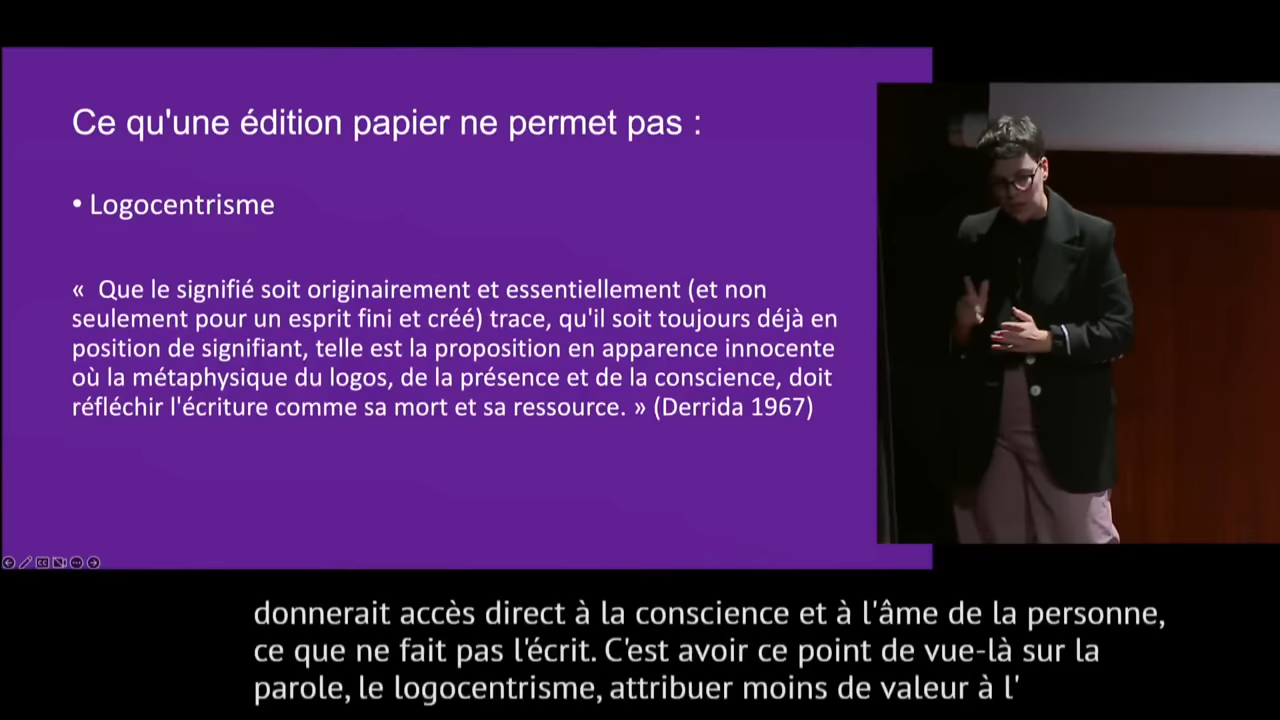 Ce qu'une édition papier ne permet pas :
• Logocentrisme
«  Que le signifié soit originairement et essentiellement (et non
seulement pour un esprit fini et créé) trace, qu'il soit toujours déjà en
position de signifiant, telle est la proposition en apparence innocente
où la métaphysique du logos, de la présence et de la conscience, doit
réfléchir l'écriture comme sa mort et sa ressource. » (Derrida 1967)
donnerait accès direct à la conscience et à l'âme de la personne,
ce que ne fait pas l'écrit. C'est avoir ce point de vue-là sur la
parole, le logocentrisme, attribuer moins de valeur à l'